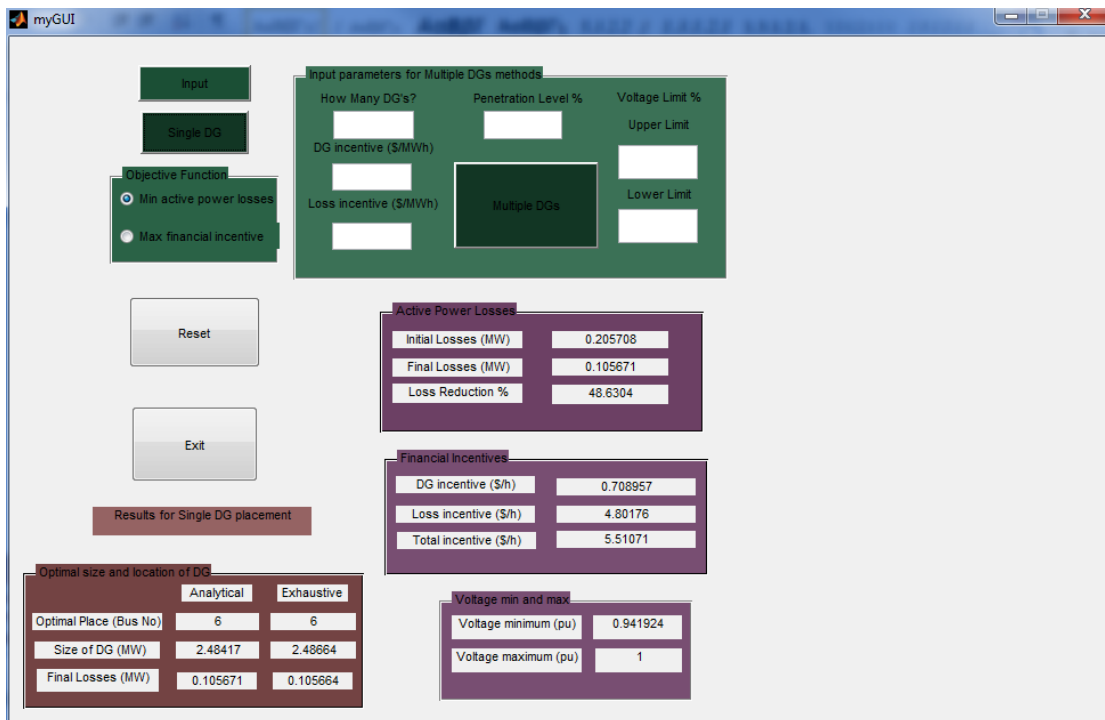 myGUI
Input
Single DG
Objective Function
Min active power losses
Max financial incentive
Input parameters for Multiple DGs methods
How Many DG's?
Penetration Level %
Voltage Limit %
Upper Limit
DG incentive ($/MWh)
Multiple DGs
Lower Limit
Loss incentive ($/MWh)
Reset
Exit
Active Power Losses
Initial Losses (MW) 0.205708
Final Losses (MW) 0.105671
Loss Reduction % 48.6304
Financial Incentives
DG incentive ($/h) 0.708957
Loss incentive ($/h) 4.80176
Total incentive ($/h) 5.51071
Results for Single DG placement
Optimal size and location of DG
Analytical Exhaustive
Optimal Place (Bus No) 6 6
Size of DG (MW) 2.48417 2.48664
Final Losses (MW) 0.105671 0.105664
Voltage min and max
Voltage minimum (pu) 0.941924
Voltage maximum (pu) 1